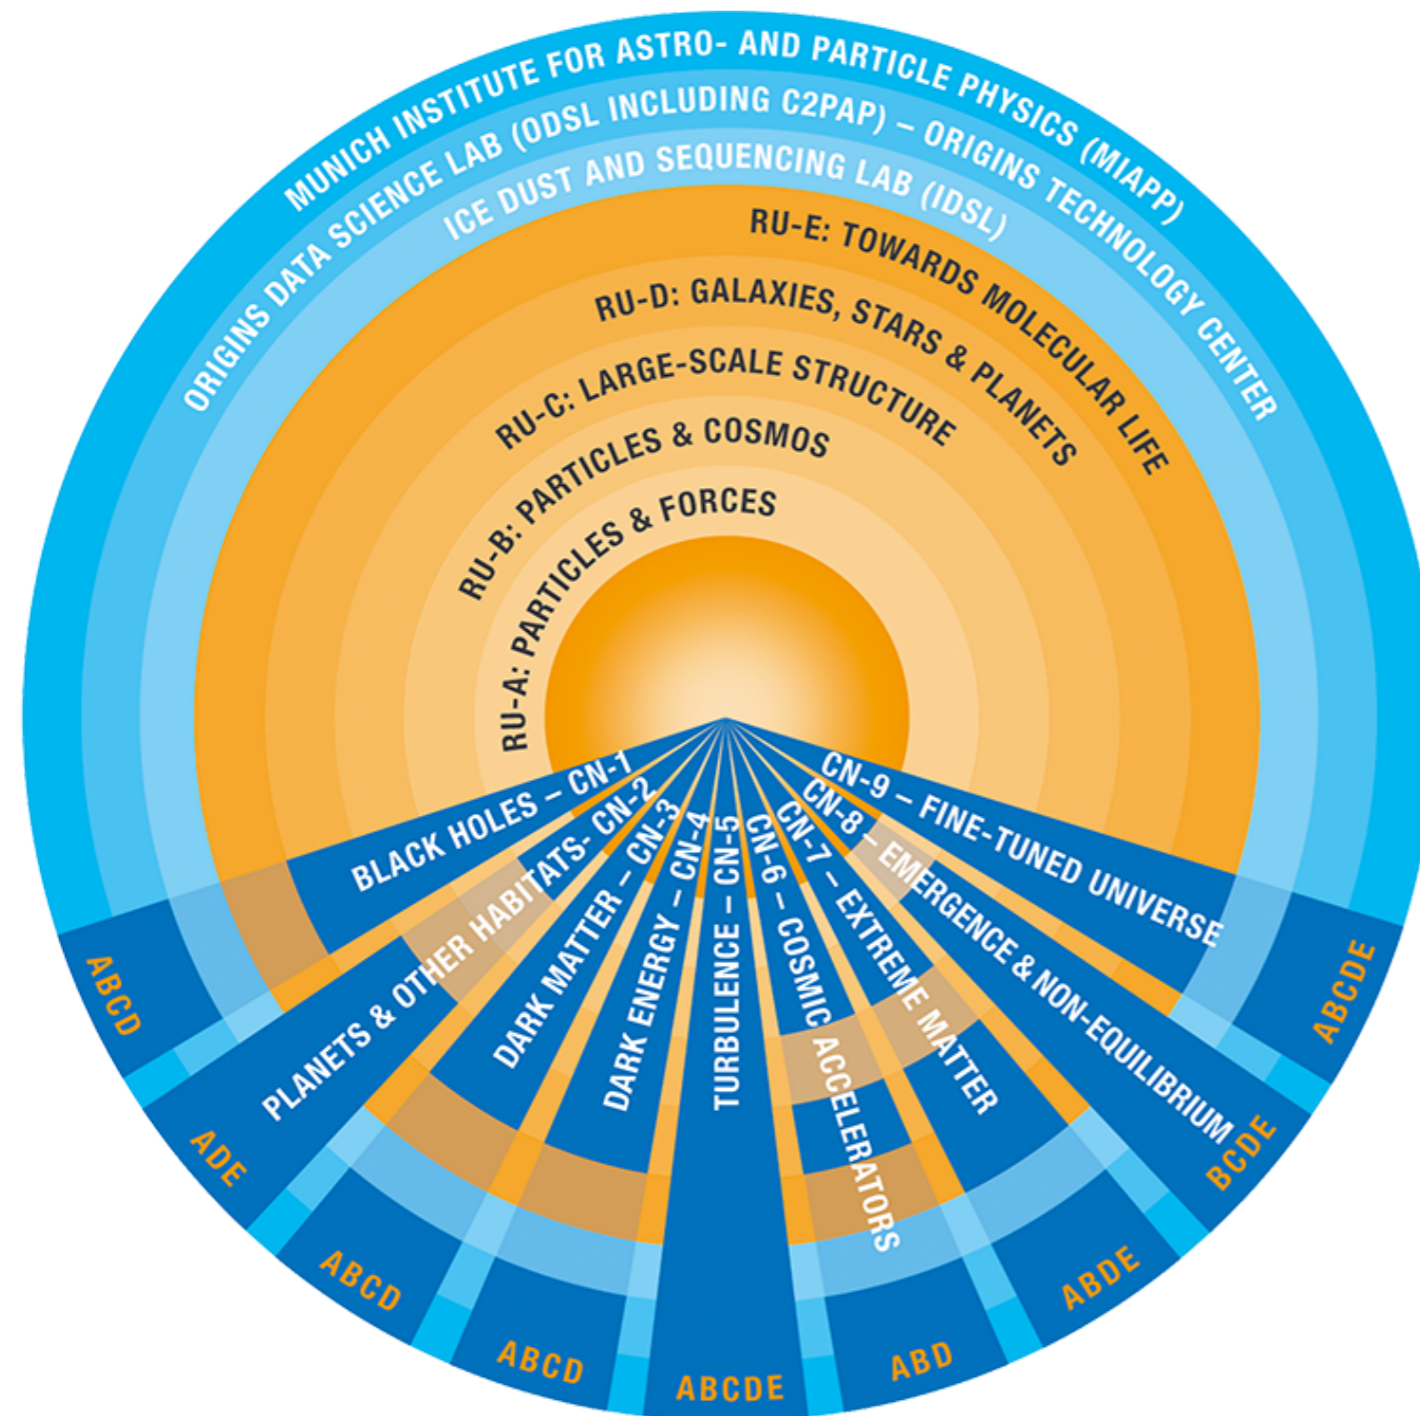 MUNICH INSTITUTE FOR ASTRO- AND PARTICLE PHYSICS (MIAPP)
ORIGINS DATA SCIENCE LAB (ODSL INCLUDING C2PAP) – ORIGINS TECHNOLOGY CENTER
ICE DUST AND SEQUENCING LAB (IDSL)
RU-E: TOWARDS MOLECULAR LIFE
RU-D: GALAXIES, STARS & PLANETS
RU-C: LARGE-SCALE STRUCTURE
RU-B: PARTICLES & COSMOS
RU-A: PARTICLES & FORCES
BLACK HOLES – CN-1
PLANETS & OTHER HABITATS- CN-2
DARK MATTER – CN-3
DARK ENERGY – CN-4
TURBULENCE – CN-5
CN-6 – COSMIC ACCELERATORS
CN-7 – EXTREME MATTER
CN-8 – EMERGENCE & NON-EQUILIBRIUM
CN-9 – FINE-TUNED UNIVERSE
ABCD
ADE
ABCD
ABCD
ABCDE
ABD
ABDE
BCDE
ABCDE